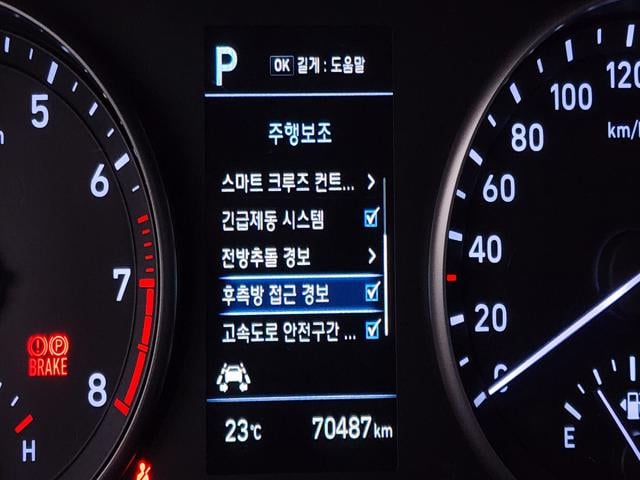 P
OK 길게 : 도움말
주행보조
스마트 크루즈 컨트...
긴급제동 시스템
전방추돌 경보
후측방 접근 경보
고속도로 안전구간 ...
23℃ 70487 km
5
6
7
8
H
(!) (P)
BRAKE
120
100
80
60
40
20
0
km/
E